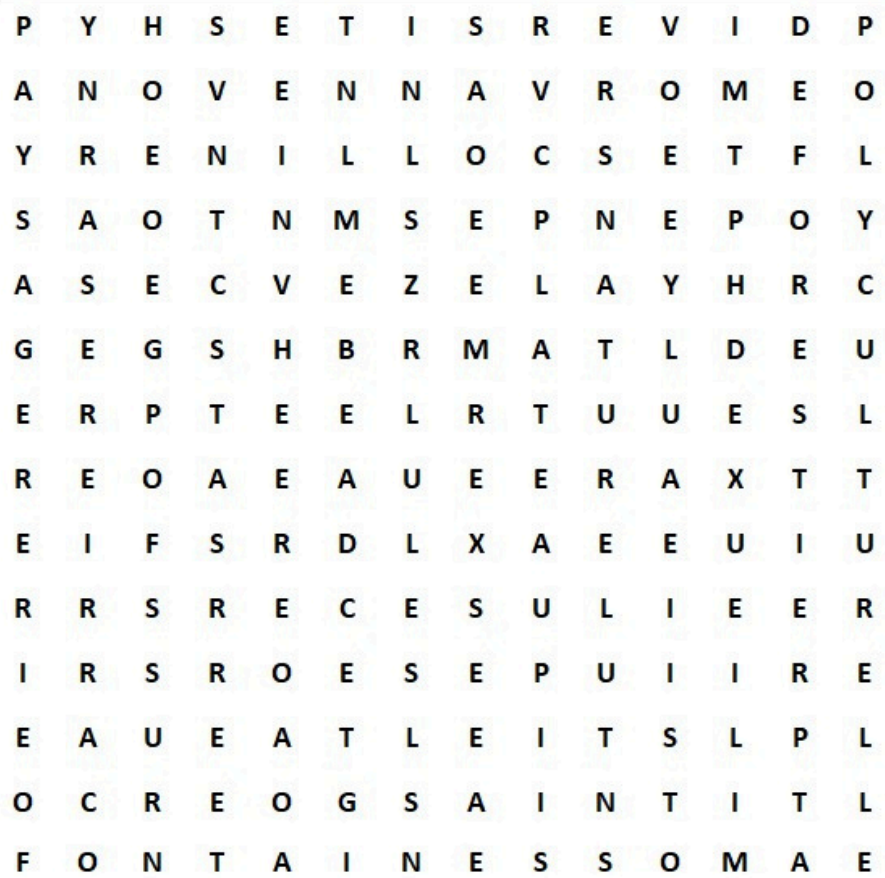 P Y H S E T I S R E V I D P
A N O V E N N A V R O M E O
Y R E N I L L O C S E T F L
S A O T N M S E P N E P O Y
A S E C V E Z E L A Y H R C
G E G S H B R M A T L D E U
E R P T E E L R T U U E S L
R E O A E A U E E R A X T T
E I F S R D L X A E E U I U
R R S R E C E S U L I E E R
I R S R O E S E P U I I R E
E A U E A T L E I T S L P L
O C R E O G S A I N T I T L
F O N T A I N E S S O M A E